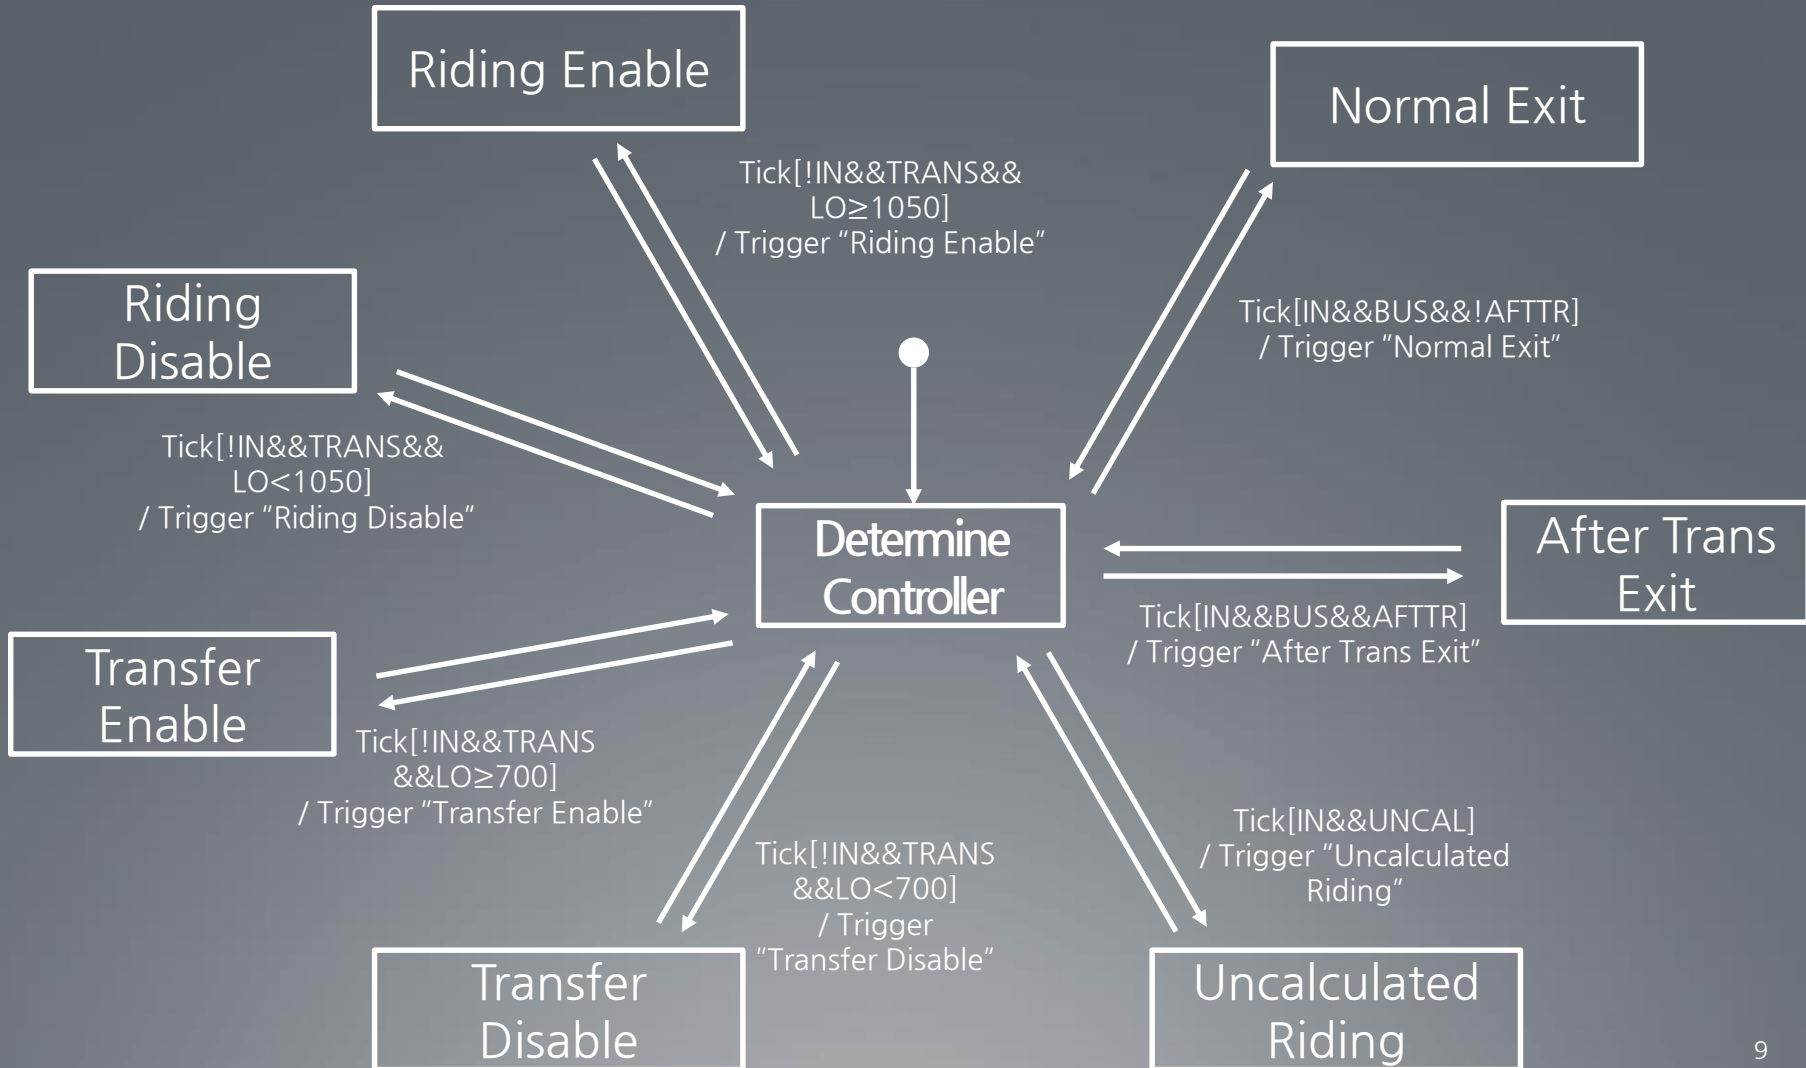 Riding Enable
Normal Exit
Tick[!IN&&TRANS&&
LO≥1050]
/ Trigger “Riding Enable”
Riding
Disable
Tick[IN&&BUS&&!AFTTR]
/ Trigger “Normal Exit”
Tick[!IN&&TRANS&&
LO<1050]
/ Trigger “Riding Disable”
Determine
Controller
After Trans
Exit
Tick[IN&&BUS&&AFTTR]
/ Trigger “After Trans Exit”
Transfer
Enable
Tick[!IN&&TRANS
&&LO≥700]
/ Trigger “Transfer Enable”
Tick[!IN&&TRANS
&&LO<700]
/ Trigger
“Transfer Disable”
Tick[IN&&UNCAL]
/ Trigger “Uncalculated
Riding”
Transfer
Disable
Uncalculated
Riding
9